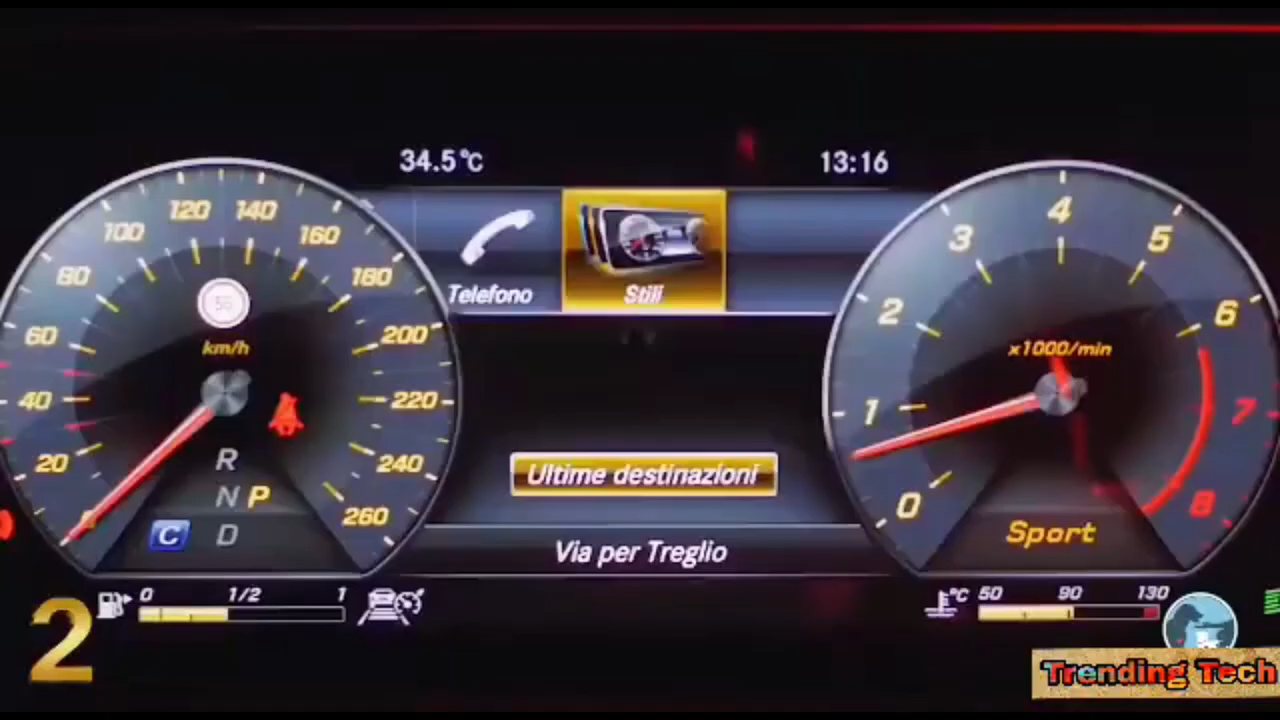 34.5°C
13:16
Telefono
Stili
0
20
40
60
80
100
120
140
160
180
200
220
240
260
km/h
R
N P
C D
Ultime destinazioni
Via per Treglio
0
1
2
3
4
5
6
7
8
x1000/min
Sport
0 1/2 1
°C 50 90 130
2
Trending Tech